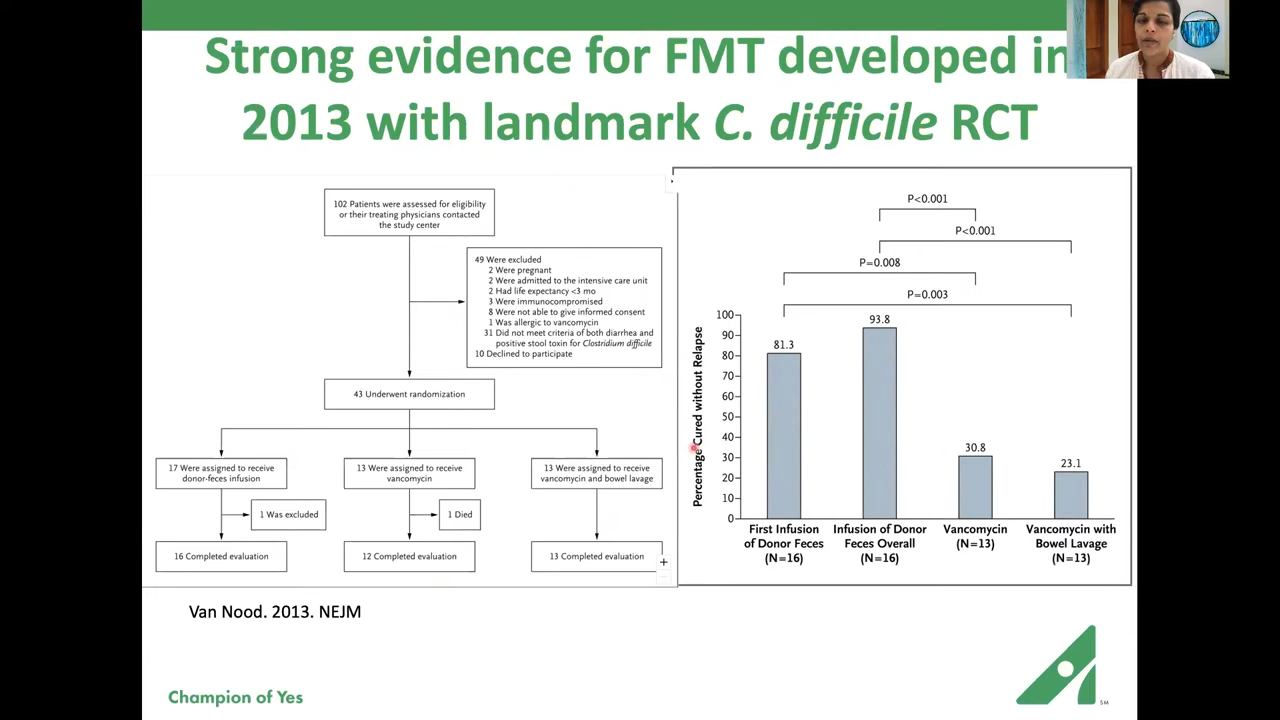 Strong evidence for FMT developed in
2013 with landmark C. difficile RCT
102 Patients were assessed for eligibility
or their treating physicians contacted
the study center
49 Were excluded
2 Were pregnant
2 Were admitted to the intensive care unit
2 Had life expectancy <3 mo
3 Were immunocompromised
8 Were not able to give informed consent
1 Was allergic to vancomycin
31 Did not meet criteria of both diarrhea and
positive stool toxin for Clostridium difficile
10 Declined to participate
43 Underwent randomization
17 Were assigned to receive
donor-feces infusion
13 Were assigned to receive
vancomycin
13 Were assigned to receive
vancomycin and bowel lavage
1 Was excluded
1 Died
16 Completed evaluation
12 Completed evaluation
13 Completed evaluation
P<0.001
P<0.001
P=0.008
P=0.003
Percentage Cured without Relapse
100
90
80
70
60
50
40
30
20
10
0
81.3
93.8
30.8
23.1
First Infusion
of Donor Feces
(N=16)
Infusion of Donor
Feces Overall
(N=16)
Vancomycin
(N=13)
Vancomycin with
Bowel Lavage
(N=13)
Van Nood. 2013. NEJM
Champion of Yes
SM